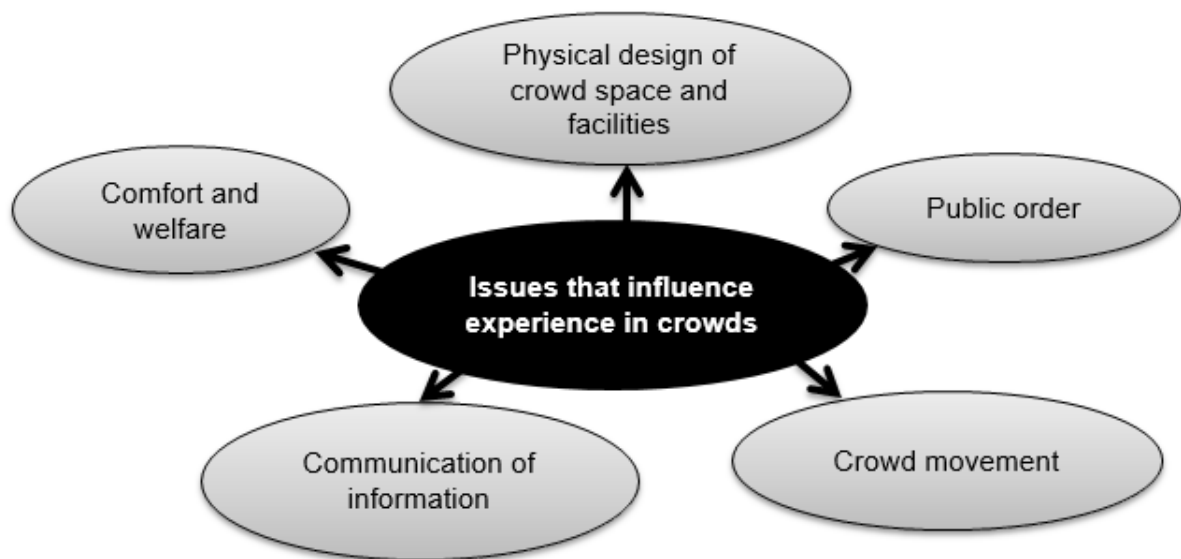 Physical design of
crowd space and
facilities
Comfort and
welfare
Public order
Issues that influence
experience in crowds
Communication of
information
Crowd movement